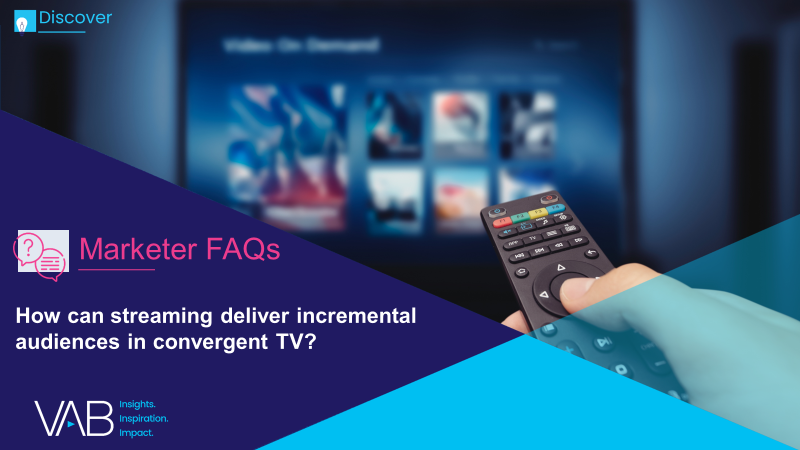 Discover
Video On Demand
Marketer FAQs
How can streaming deliver incremental
audiences in convergent TV?
VAB
Insights.
Inspiration.
Impact.